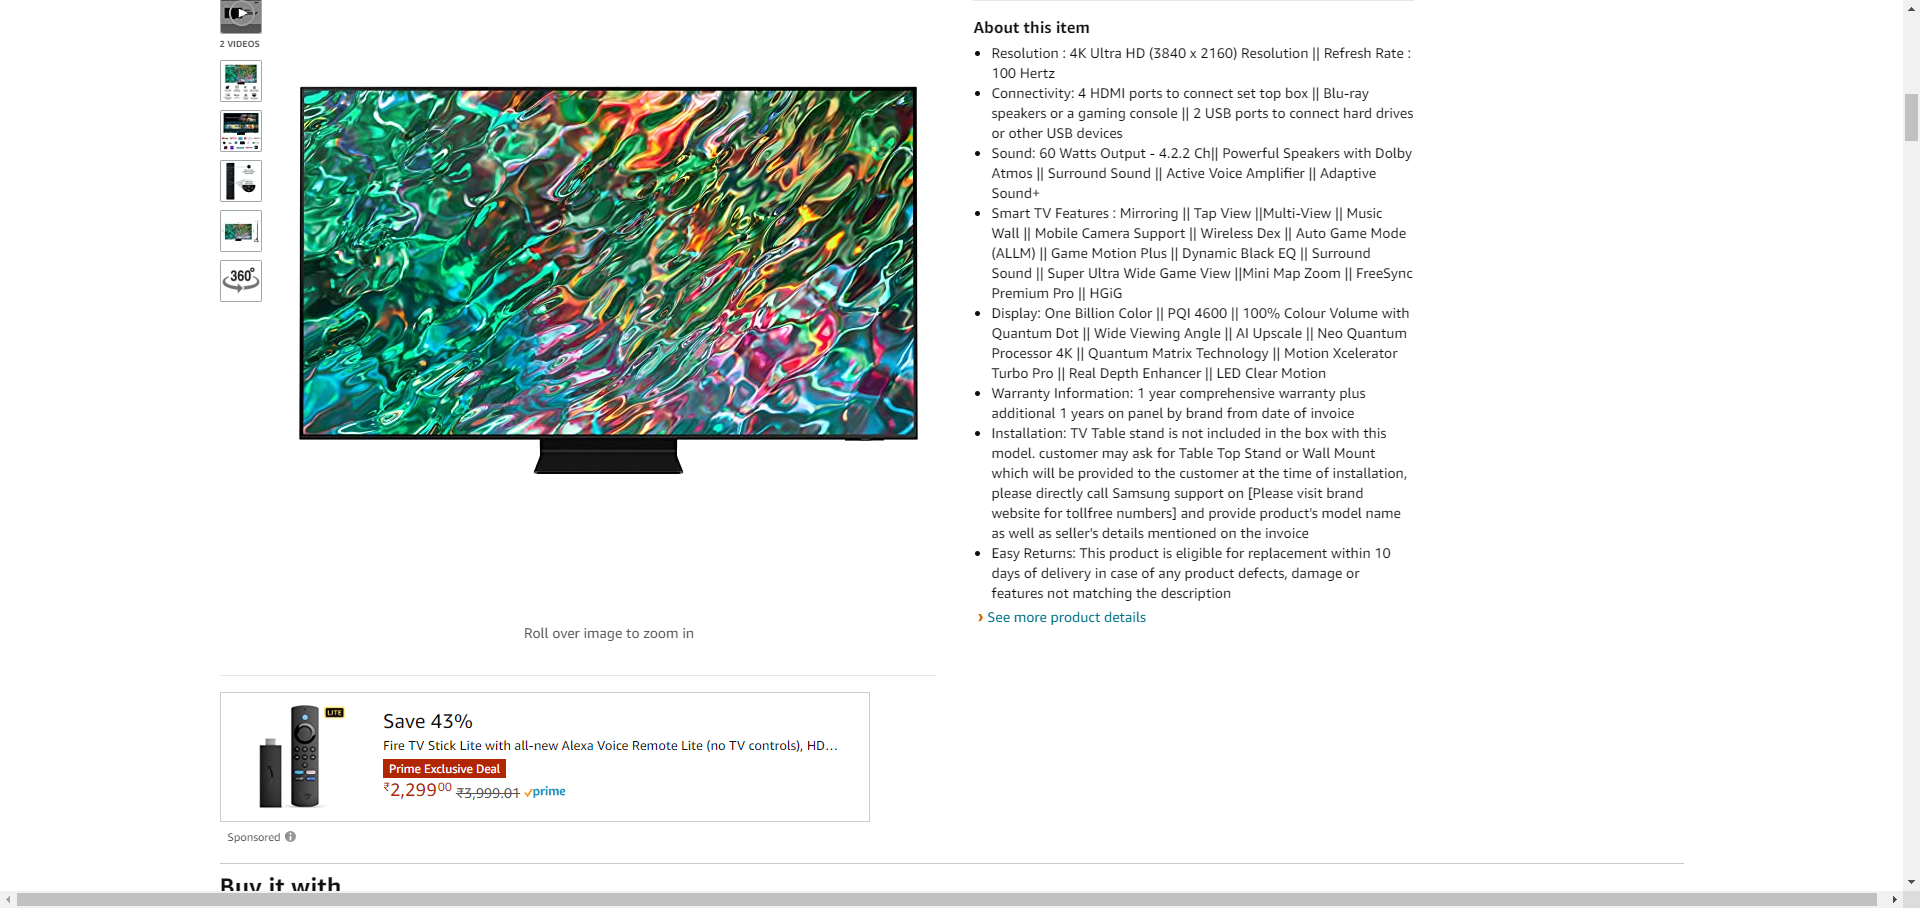 2 VIDEOS
360°
Roll over image to zoom in
LITE
Save 43%
Fire TV Stick Lite with all-new Alexa Voice Remote Lite (no TV controls), HD…
Prime Exclusive Deal
₹2,29900 ₹3,999.01 prime
Sponsored
About this item
Resolution : 4K Ultra HD (3840 x 2160) Resolution || Refresh Rate :
100 Hertz
Connectivity: 4 HDMI ports to connect set top box || Blu-ray
speakers or a gaming console || 2 USB ports to connect hard drives
or other USB devices
Sound: 60 Watts Output - 4.2.2 Ch|| Powerful Speakers with Dolby
Atmos || Surround Sound || Active Voice Amplifier || Adaptive
Sound+
Smart TV Features : Mirroring || Tap View ||Multi-View || Music
Wall || Mobile Camera Support || Wireless Dex || Auto Game Mode
(ALLM) || Game Motion Plus || Dynamic Black EQ || Surround
Sound || Super Ultra Wide Game View ||Mini Map Zoom || FreeSync
Premium Pro || HGiG
Display: One Billion Color || PQI 4600 || 100% Colour Volume with
Quantum Dot || Wide Viewing Angle || AI Upscale || Neo Quantum
Processor 4K || Quantum Matrix Technology || Motion Xcelerator
Turbo Pro || Real Depth Enhancer || LED Clear Motion
Warranty Information: 1 year comprehensive warranty plus
additional 1 years on panel by brand from date of invoice
Installation: TV Table stand is not included in the box with this
model. customer may ask for Table Top Stand or Wall Mount
which will be provided to the customer at the time of installation,
please directly call Samsung support on [Please visit brand
website for tollfree numbers] and provide product's model name
as well as seller's details mentioned on the invoice
Easy Returns: This product is eligible for replacement within 10
days of delivery in case of any product defects, damage or
features not matching the description
› See more product details
Buy it with